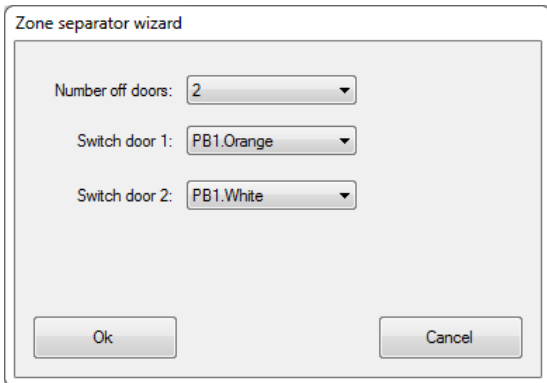 Zone separator wizard
Number off doors: 2
Switch door 1: PB1.Orange
Switch door 2: PB1.White
Ok Cancel